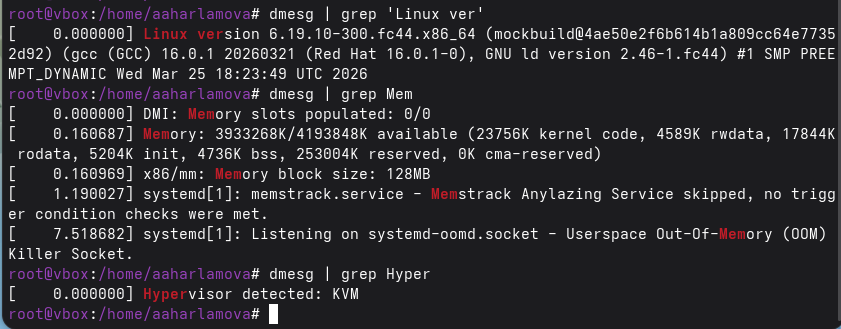 root@vbox:/home/aaharlamova# dmesg | grep 'Linux ver'
[    0.000000] Linux version 6.19.10-300.fc44.x86_64 (mockbuild@4ae50e2f6b614b1a809cc64e7735
2d92) (gcc (GCC) 16.0.1 20260321 (Red Hat 16.0.1-0), GNU ld version 2.46-1.fc44) #1 SMP PREE
MPT_DYNAMIC Wed Mar 25 18:23:49 UTC 2026
root@vbox:/home/aaharlamova# dmesg | grep Mem
[    0.000000] DMI: Memory slots populated: 0/0
[    0.160687] Memory: 3933268K/4193848K available (23756K kernel code, 4589K rwdata, 17844K
 rodata, 5204K init, 4736K bss, 253004K reserved, 0K cma-reserved)
[    0.160969] x86/mm: Memory block size: 128MB
[    1.190027] systemd[1]: memstrack.service - Memstrack Anylazing Service skipped, no trigg
er condition checks were met.
[    7.518682] systemd[1]: Listening on systemd-oomd.socket - Userspace Out-Of-Memory (OOM)
Killer Socket.
root@vbox:/home/aaharlamova# dmesg | grep Hyper
[    0.000000] Hypervisor detected: KVM
root@vbox:/home/aaharlamova#